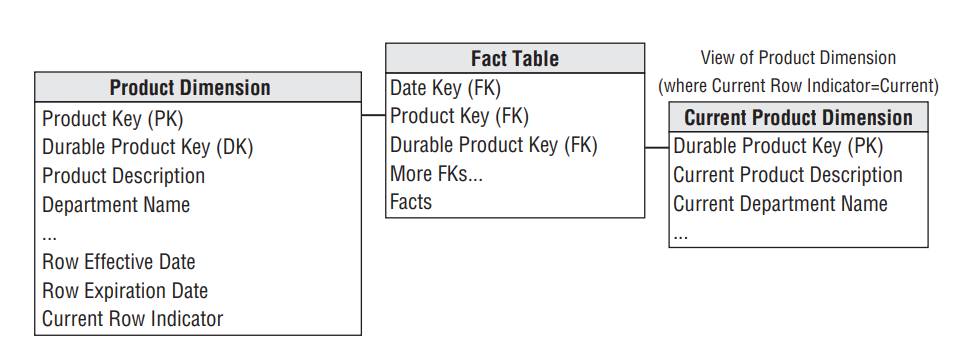 Product Dimension
Product Key (PK)
Durable Product Key (DK)
Product Description
Department Name
...
Row Effective Date
Row Expiration Date
Current Row Indicator
Fact Table
Date Key (FK)
Product Key (FK)
Durable Product Key (FK)
More FKs...
Facts
View of Product Dimension
(where Current Row Indicator=Current)
Current Product Dimension
Durable Product Key (PK)
Current Product Description
Current Department Name
...